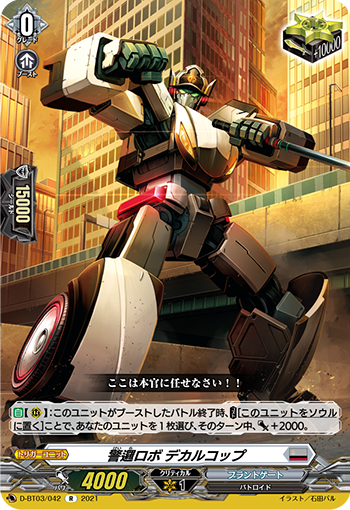 0
グレード
ブースト
+10000
15000
シールド
ここは本官に任せなさい！！
自【R】：このユニットがブーストしたバトル終了時、【このユニットをソウル
に置く】ことで、あなたのユニットを1枚選び、そのターン中、+2000。
トリガーユニット
警邏ロボ デカルコップ
D-BT03/042 R 2021
パワー 4000
クリティカル
1
ブラントゲート
バトロイド
イラスト／石田バル